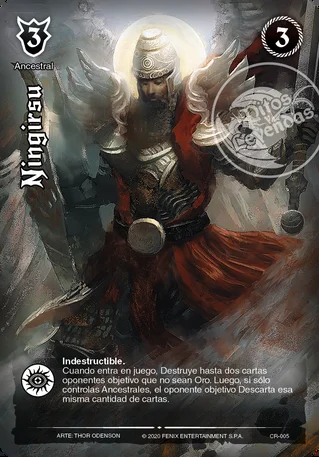 3
3
Ancestral
Ningirsu
Mitos
y
Leyendas
Indestructible.
Cuando entra en juego, Destruye hasta dos cartas
oponentes objetivo que no sean Oro. Luego, si sólo
controlas Ancestrales, el oponente objetivo Descarta esa
misma cantidad de cartas.
ARTE: THOR ODENSON
© 2020 FENIX ENTERTAINMENT S.P.A.
CR-005